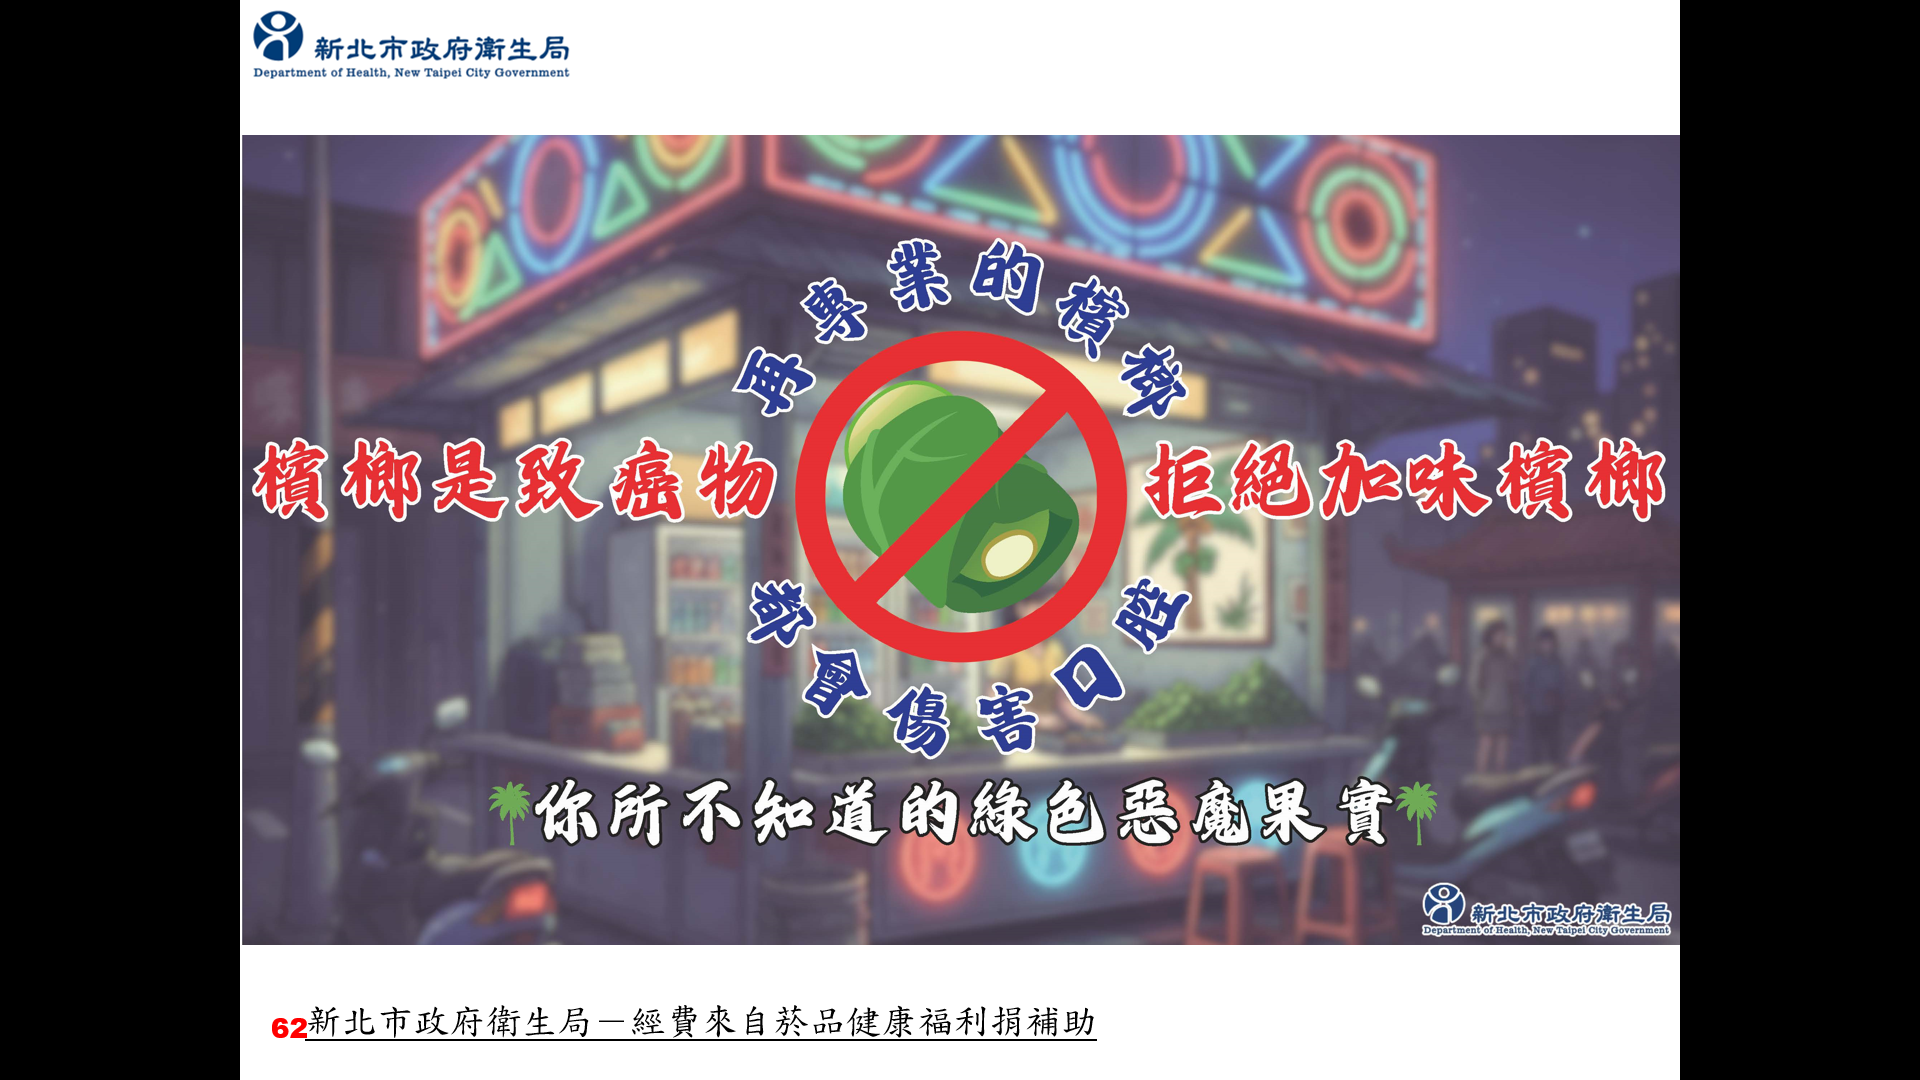 新北市政府衛生局
Department of Health, New Taipei City Government
再專業的檳榔
檳榔是致癌物
拒絕加味檳榔
都會傷害口腔
你所不知道的綠色惡魔果實
新北市政府衛生局
Department of Health, New Taipei City Government
62新北市政府衛生局－經費來自菸品健康福利捐補助